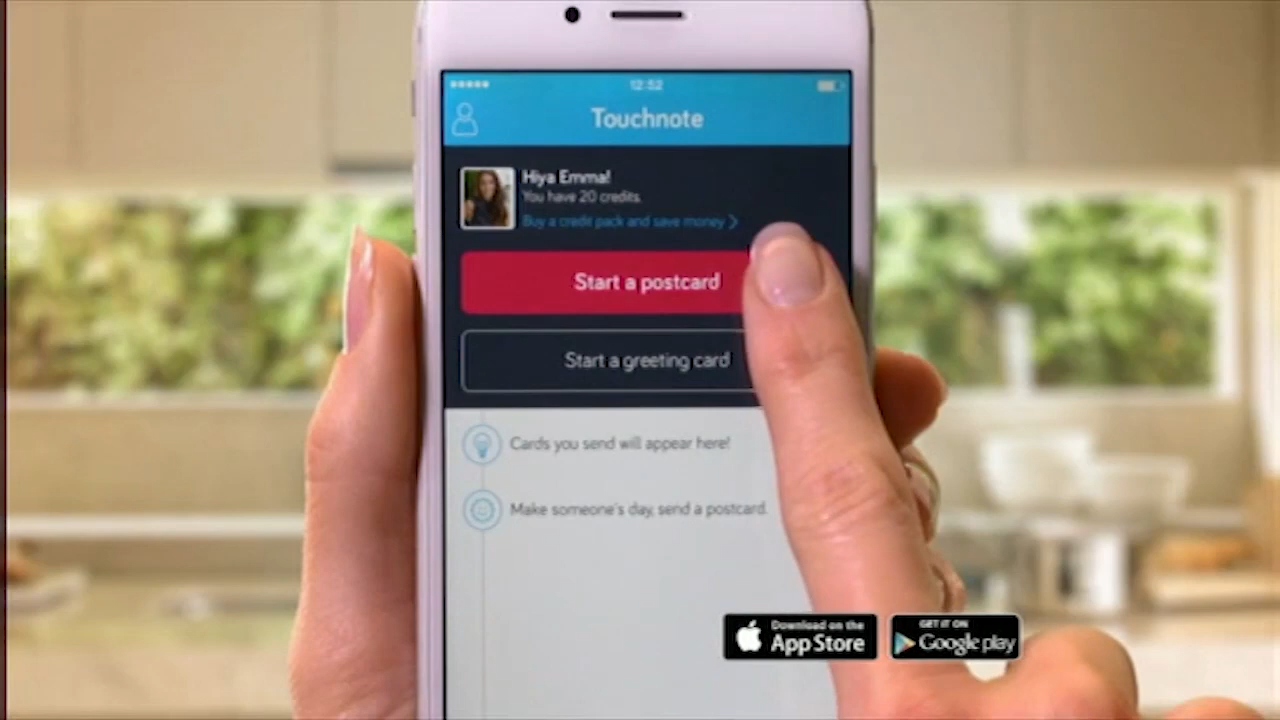 12:52
Touchnote
Hiya Emma!
You have 20 credits.
Buy a credit pack and save money
Start a postcard
Start a greeting card
Cards you send will appear here!
Make someone's day, send a postcard.
Download on the
App Store
GET IT ON
Google play